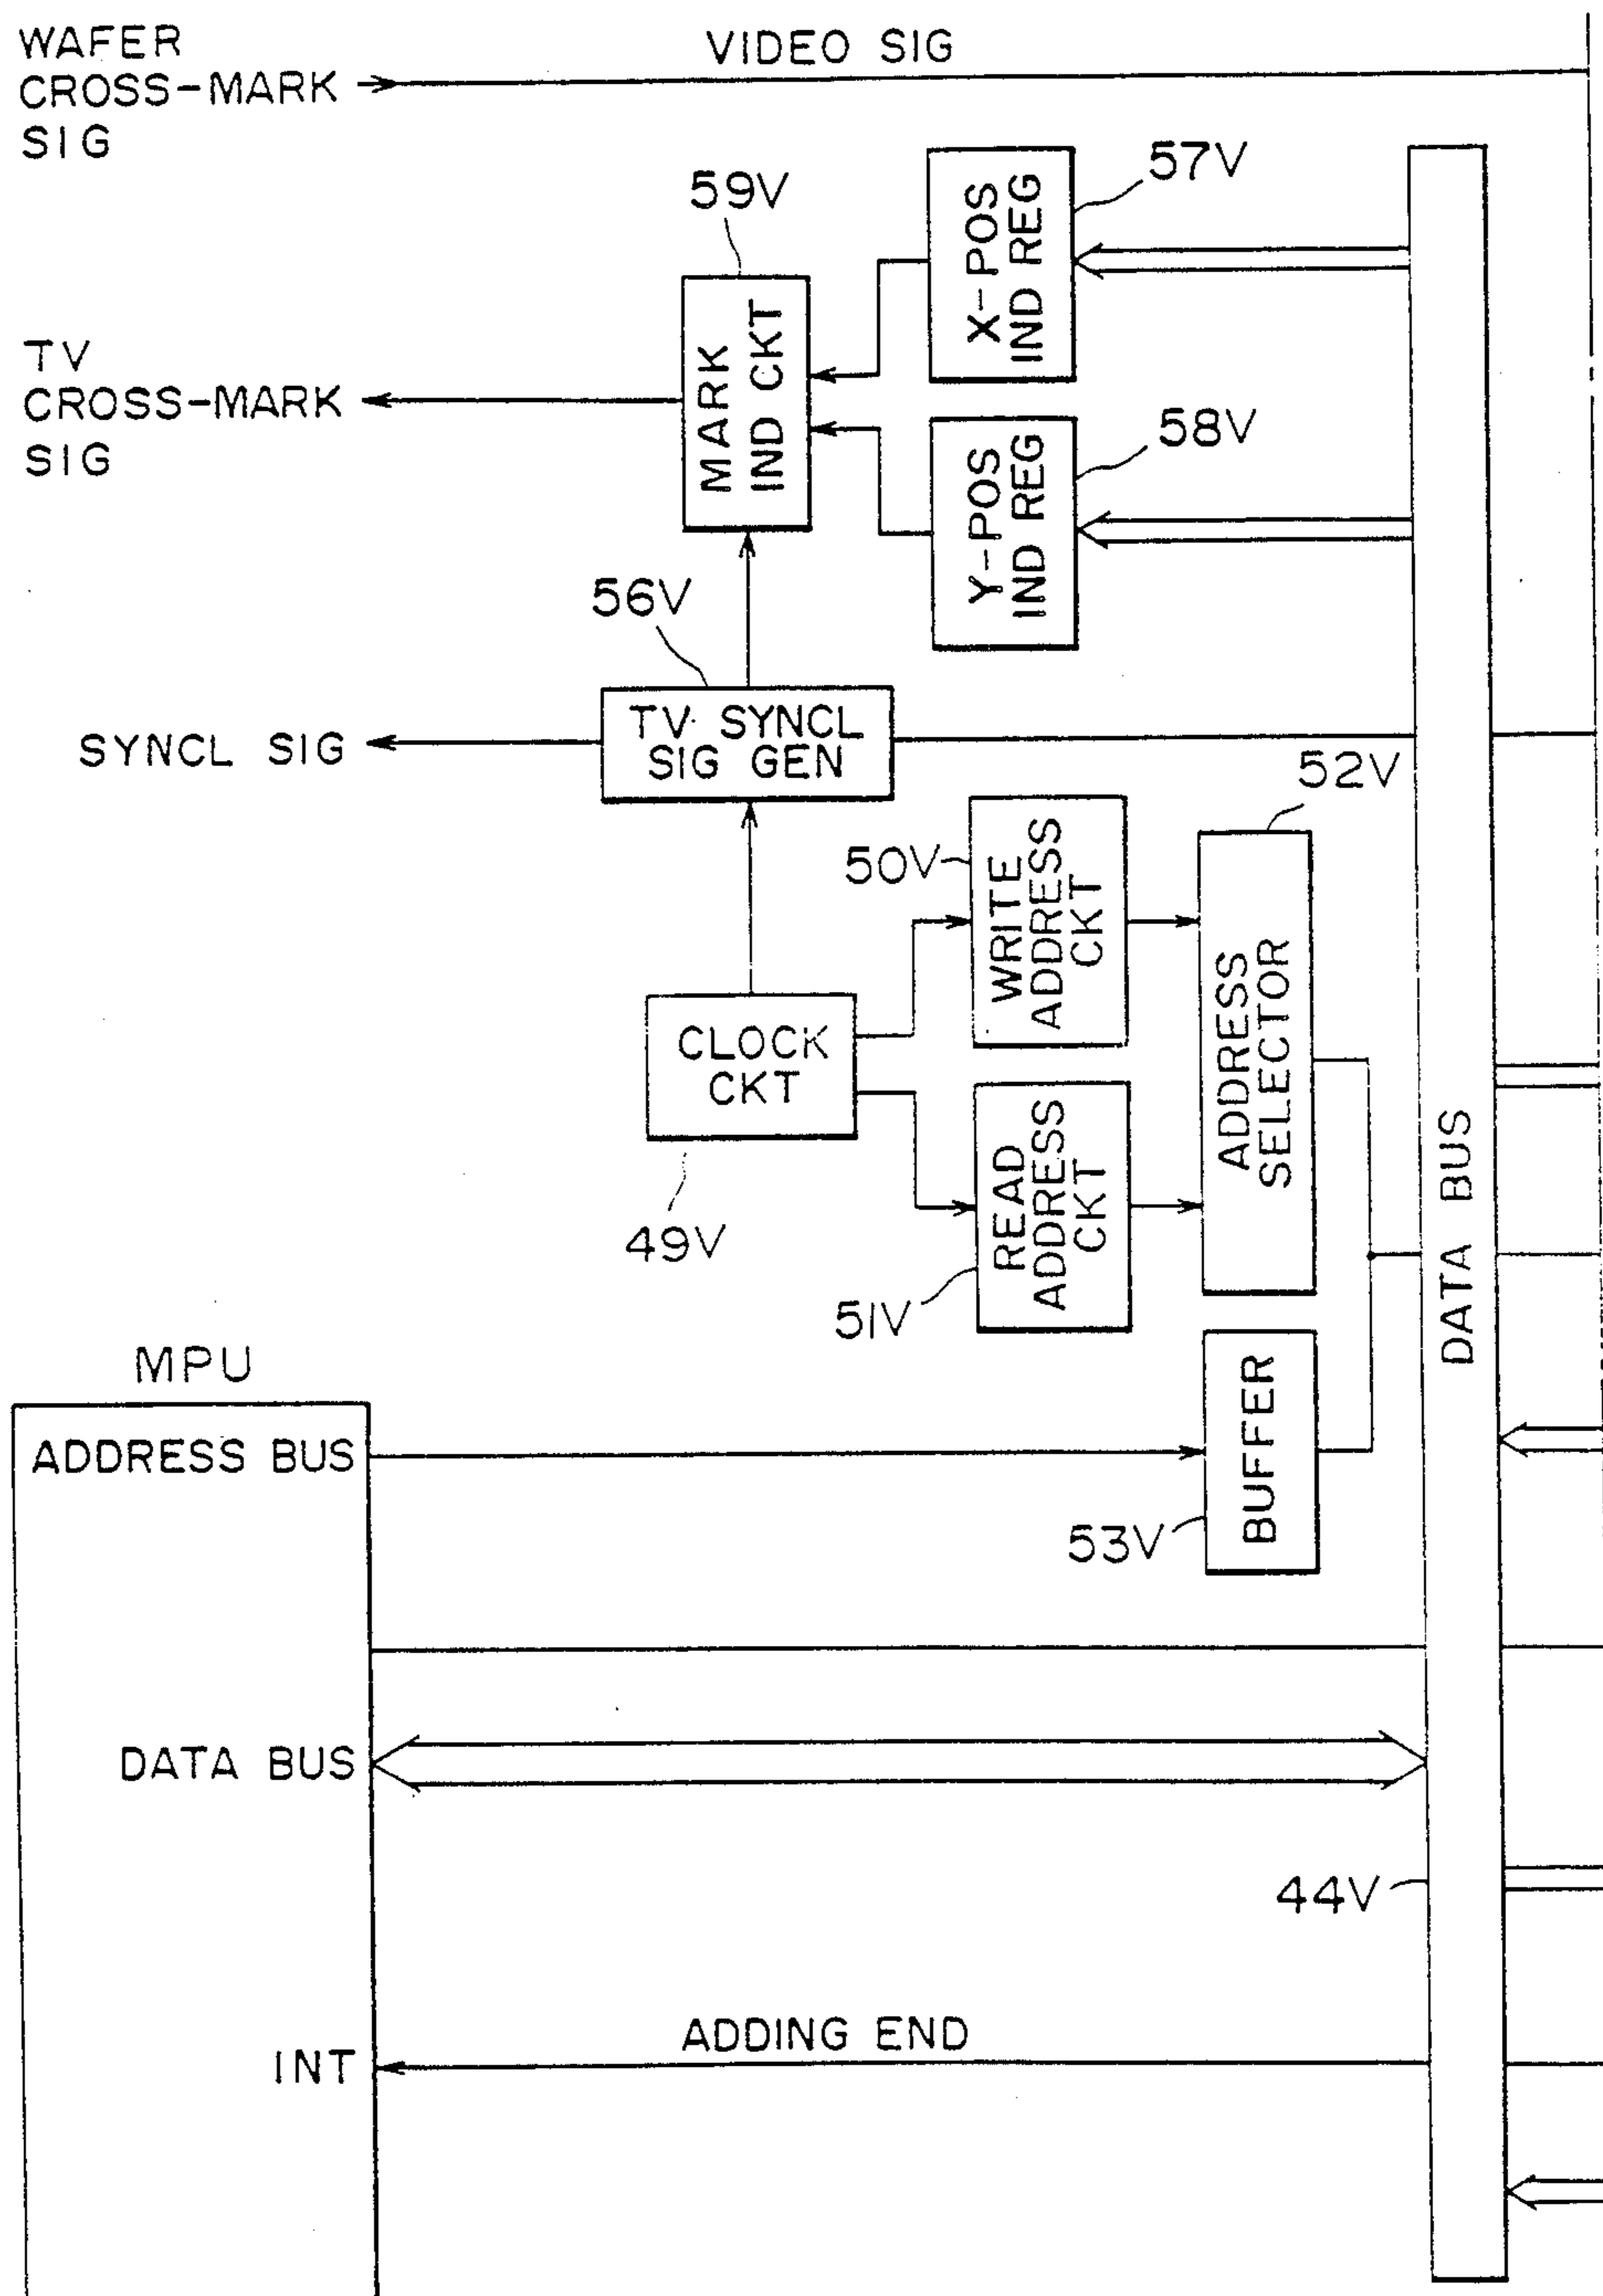 WAFER
CROSS-MARK
SIG
VIDEO SIG
57V
59V
X-POS
IND REG
MARK
IND CKT
TV
CROSS-MARK
SIG
58V
Y-POS
IND REG
56V
TV SYNCL
SIG GEN
SYNCL SIG
52V
50V
WRITE
ADDRESS
CKT
ADDRESS
SELECTOR
CLOCK
CKT
49V
READ
ADDRESS
CKT
51V
DATA BUS
MPU
ADDRESS BUS
BUFFER
53V
DATA BUS
44V
ADDING END
INT